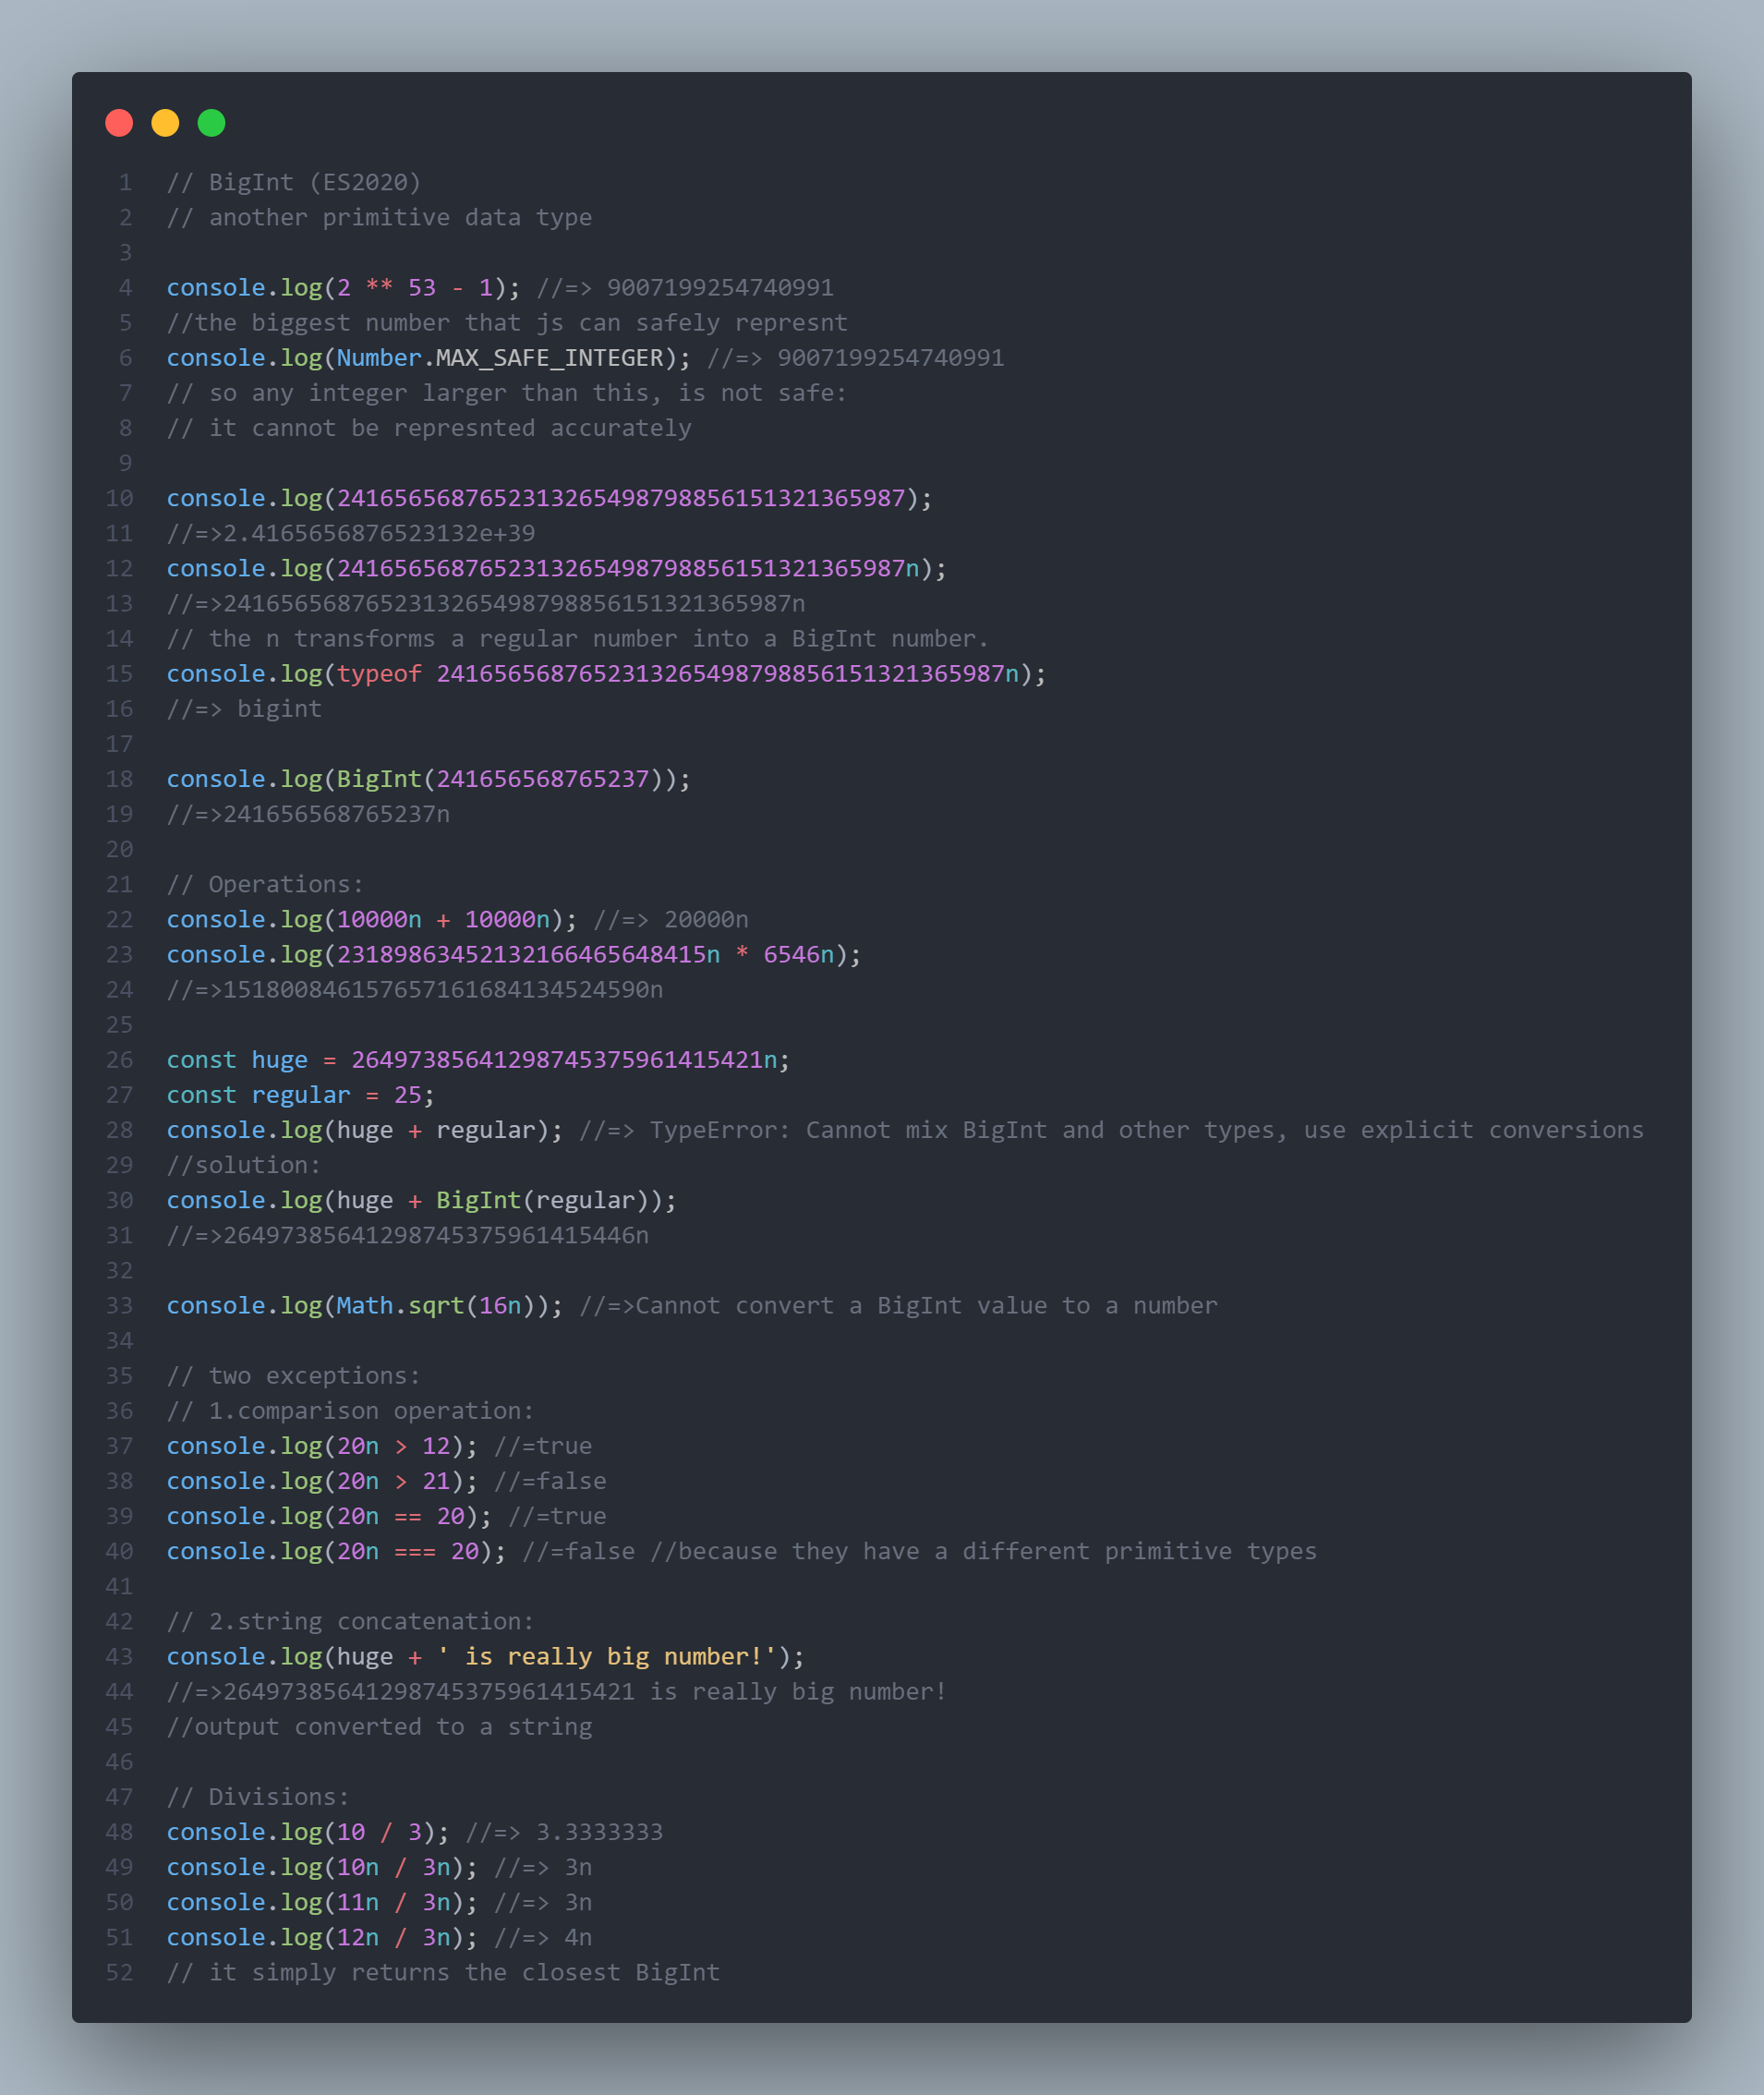 1 // BigInt (ES2020)
2 // another primitive data type
3
4 console.log(2 ** 53 - 1); //=> 9007199254740991
5 //the biggest number that js can safely represnt
6 console.log(Number.MAX_SAFE_INTEGER); //=> 9007199254740991
7 // so any integer larger than this, is not safe:
8 // it cannot be represnted accurately
9
10 console.log(2416565687652313265498798856151321365987);
11 //=>2.4165656876523132e+39
12 console.log(2416565687652313265498798856151321365987n);
13 //=>2416565687652313265498798856151321365987n
14 // the n transforms a regular number into a BigInt number.
15 console.log(typeof 2416565687652313265498798856151321365987n);
16 //=> bigint
17
18 console.log(BigInt(241656568765237));
19 //=>241656568765237n
20
21 // Operations:
22 console.log(10000n + 10000n); //=> 20000n
23 console.log(23189863452132166465648415n * 6546n);
24 //=>151800846157657161684134524590n
25
26 const huge = 26497385641298745375961415421n;
27 const regular = 25;
28 console.log(huge + regular); //=> TypeError: Cannot mix BigInt and other types, use explicit conversions
29 //solution:
30 console.log(huge + BigInt(regular));
31 //=>26497385641298745375961415446n
32
33 console.log(Math.sqrt(16n)); //=>Cannot convert a BigInt value to a number
34
35 // two exceptions:
36 // 1.comparison operation:
37 console.log(20n > 12); //=true
38 console.log(20n > 21); //=false
39 console.log(20n == 20); //=true
40 console.log(20n === 20); //=false //because they have a different primitive types
41
42 // 2.string concatenation:
43 console.log(huge + ' is really big number!');
44 //=>26497385641298745375961415421 is really big number!
45 //output converted to a string
46
47 // Divisions:
48 console.log(10 / 3); //=> 3.3333333
49 console.log(10n / 3n); //=> 3n
50 console.log(11n / 3n); //=> 3n
51 console.log(12n / 3n); //=> 4n
52 // it simply returns the closest BigInt